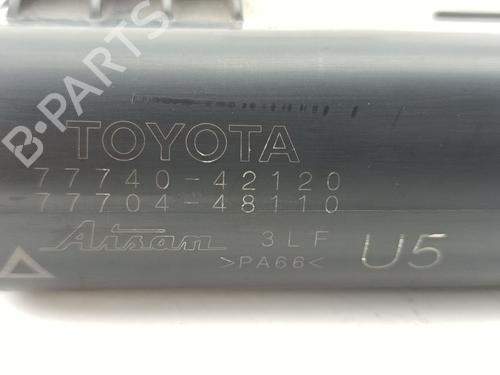 B-PARTS
TOYOTA
77740-42120
77704-48110
Aisan 3LF
>PA66< U5